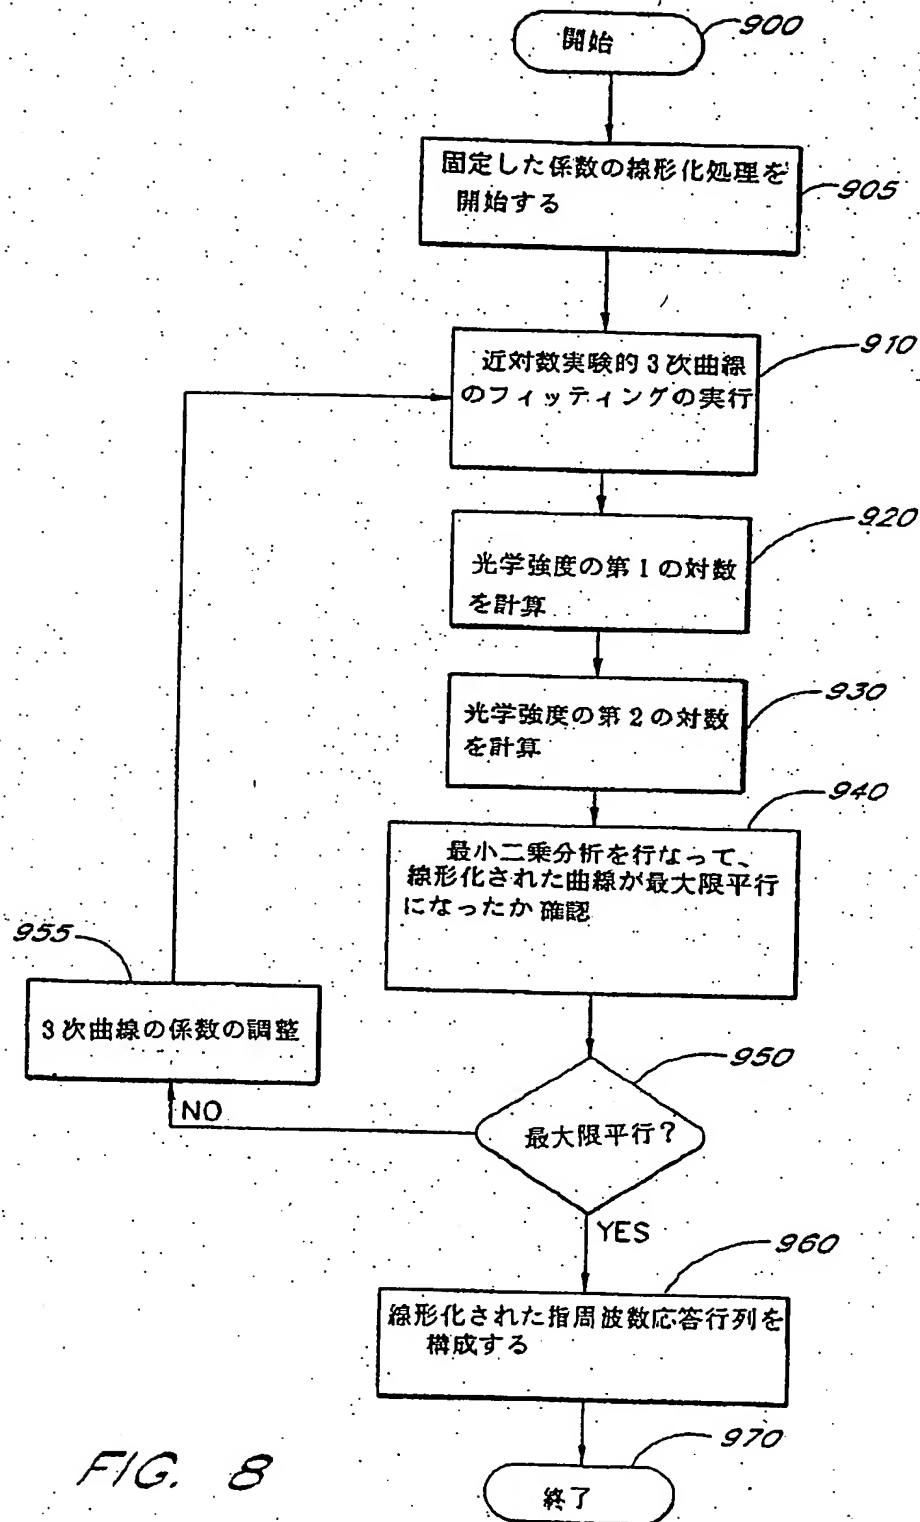 開始
900
固定した係数の線形化処理を
開始する
905
近対数実験的3次曲線
のフィッティングの実行
910
光学強度の第1の対数
を計算
920
光学強度の第2の対数
を計算
930
最小二乗分析を行なって、
線形化された曲線が最大限平行
になったか確認
940
955
3次曲線の係数の調整
NO
最大限平行?
950
YES
線形化された指周波数応答行列を
構成する
960
終了
970
FIG. 8